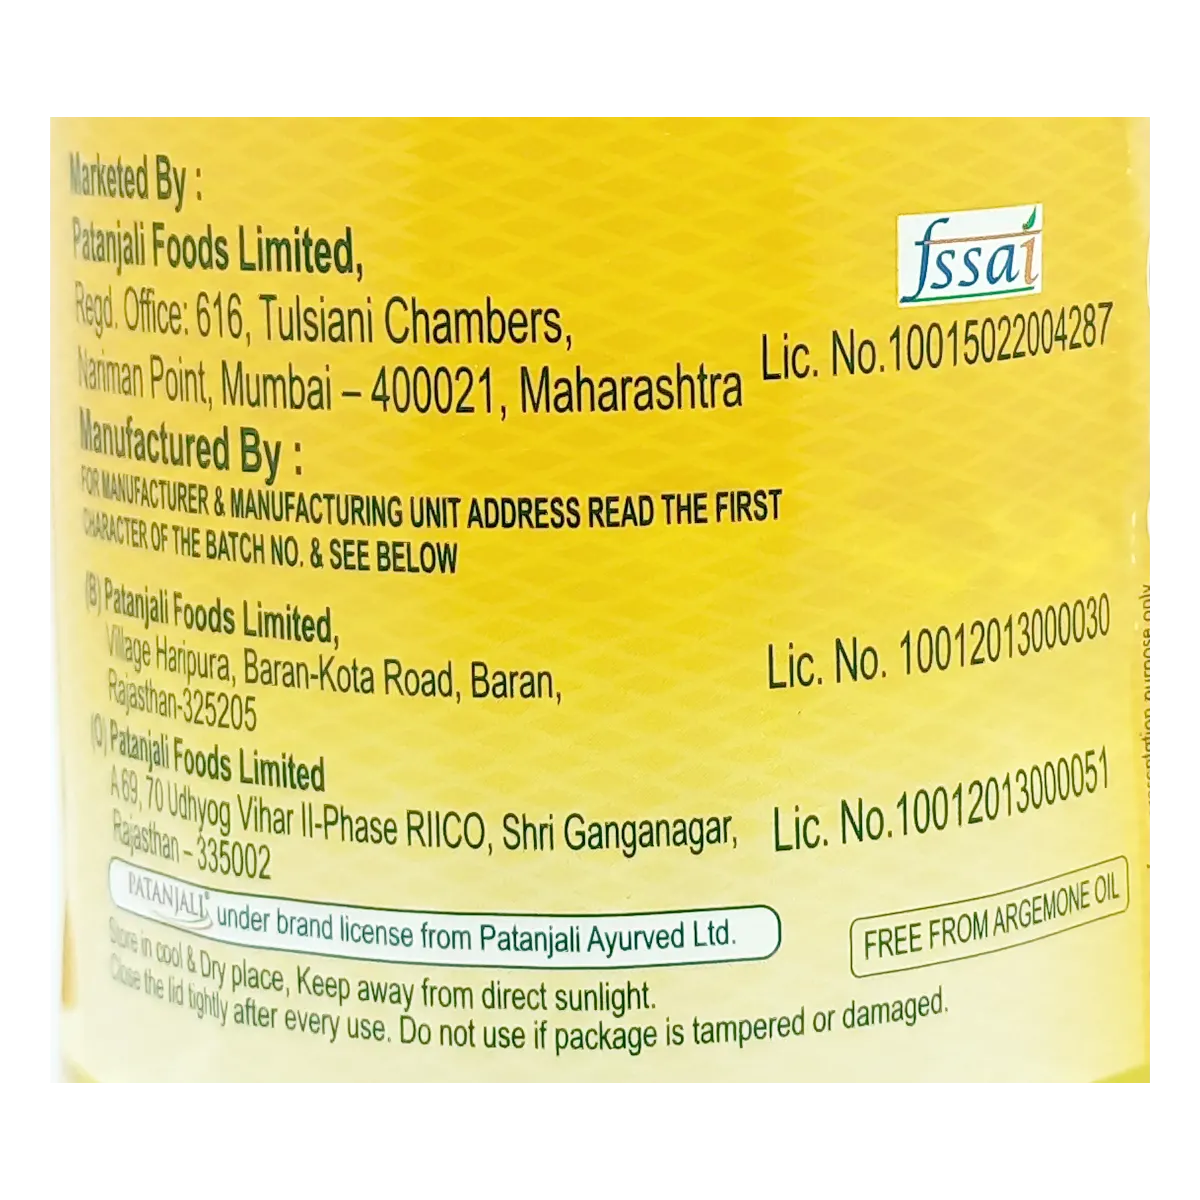 Marketed By :
Patanjali Foods Limited,
Regd. Office: 616, Tulsiani Chambers,
Nariman Point, Mumbai – 400021, Maharashtra
fssai
Lic. No.10015022004287
Manufactured By :
FOR MANUFACTURER & MANUFACTURING UNIT ADDRESS READ THE FIRST
CHARACTER OF THE BATCH NO. & SEE BELOW
(B) Patanjali Foods Limited,
Village Haripura, Baran-Kota Road, Baran,
Rajasthan-325205
Lic. No. 10012013000030
(O) Patanjali Foods Limited
A 69, 70 Udhyog Vihar II-Phase RIICO, Shri Ganganagar,
Rajasthan – 335002
Lic. No.10012013000051
PATANJALI® under brand license from Patanjali Ayurved Ltd.
FREE FROM ARGEMONE OIL
Store in cool & Dry place, Keep away from direct sunlight.
Close the lid tightly after every use. Do not use if package is tampered or damaged.
purpose only